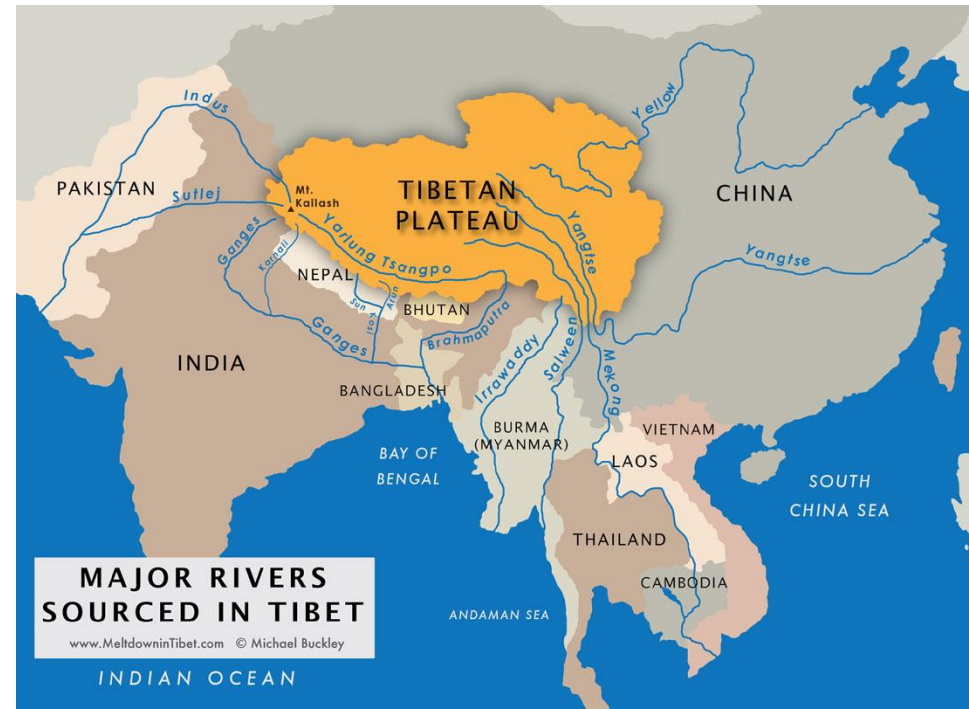 Indus
Yellow
PAKISTAN
Sutlej
Mt.
Kailash
TIBETAN
PLATEAU
CHINA
Ganges
Karnali
Yarlung Tsangpo
Yangtse
Yangtse
NEPAL
Sun Kosi
Arun
BHUTAN
Ganges
Brahmaputra
INDIA
Irrawaddy
Salween
Mekong
BANGLADESH
BURMA
(MYANMAR)
VIETNAM
LAOS
BAY OF
BENGAL
SOUTH
CHINA SEA
THAILAND
CAMBODIA
MAJOR RIVERS
SOURCED IN TIBET
www.MeltdowninTibet.com © Michael Buckley
ANDAMAN SEA
INDIAN OCEAN